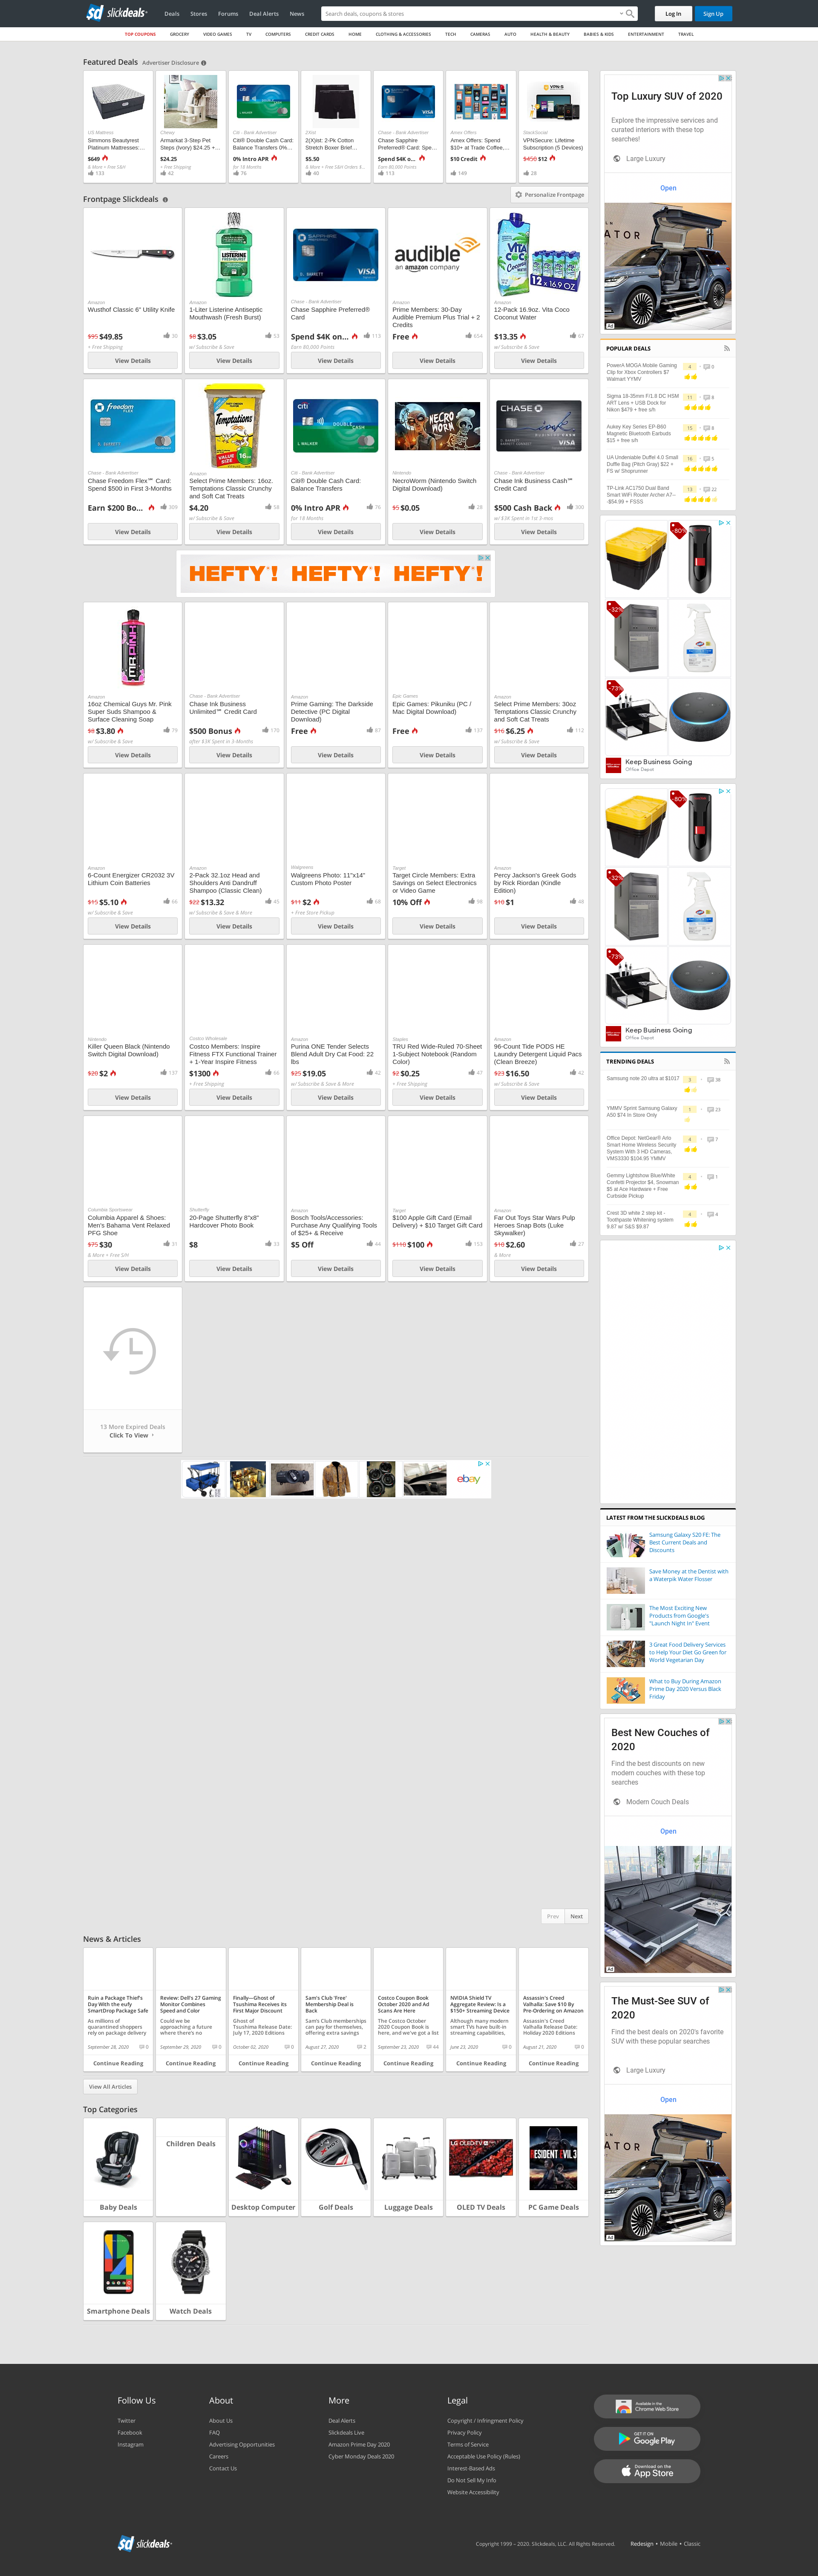 slickdeals
Deals
Stores
Forums
Deal Alerts
News
Search deals, coupons & stores
Log In
Sign Up
TOP COUPONS
GROCERY
VIDEO GAMES
TV
COMPUTERS
CREDIT CARDS
HOME
CLOTHING & ACCESSORIES
TECH
CAMERAS
AUTO
HEALTH & BEAUTY
BABIES & KIDS
ENTERTAINMENT
TRAVEL
Featured Deals
Advertiser Disclosure
US Mattress
Simmons Beautyrest
Platinum Mattresses:...
$649
& More + Free S&H
133
Chewy
Armarkat 3-Step Pet
Steps (Ivory) $24.25 +...
$24.25
+ Free Shipping
42
Citi - Bank Advertiser
Citi® Double Cash Card:
Balance Transfers 0%...
0% Intro APR
for 18 Months
76
2(X)ist: 2-Pk Cotton
Stretch Boxer Brief...
$5.50
40
Chase - Bank Advertiser
Chase Sapphire
Preferred® Card: Spe...
Spend $4K o...
Earn 80,000 Points
113
Amex Offers
Amex Offers: Spend
$10+ at Trade Coffee,...
$10 Credit
149
StackSocial
VPNSecure: Lifetime
Subscription (5 Devices)
$450 $12
28
Personalize Frontpage
Frontpage Slickdeals
Amazon
Wusthof Classic 6" Utility Knife
$95 $49.85
30
+ Free Shipping
View Details
Amazon
1-Liter Listerine Antiseptic
Mouthwash (Fresh Burst)
$8 $3.05
53
w/ Subscribe & Save
View Details
Chase - Bank Advertiser
Chase Sapphire Preferred®
Card
Spend $4K on...
113
Earn 80,000 Points
View Details
audible
an amazon company
Amazon
Prime Members: 30-Day
Audible Premium Plus Trial + 2
Credits
Free
654
View Details
Amazon
12-Pack 16.9oz. Vita Coco
Coconut Water
$13.35
67
w/ Subscribe & Save
View Details
Chase - Bank Advertiser
Chase Freedom Flex℠ Card:
Spend $500 in First 3-Months
Earn $200 Bo...
369
View Details
Amazon
Select Prime Members: 16oz.
Temptations Classic Crunchy
and Soft Cat Treats
$4.20
58
w/ Subscribe & Save
View Details
Citi - Bank Advertiser
Citi® Double Cash Card:
Balance Transfers
0% Intro APR
76
for 18 Months
View Details
Nintendo
NecroWorm (Nintendo Switch
Digital Download)
$5 $0.05
28
View Details
Chase - Bank Advertiser
Chase Ink Business Cash℠
Credit Card
$500 Cash Back
300
w/ $3K Spent in 1st 3-mos
View Details
HEFTY! HEFTY! HEFTY!
Amazon
16oz Chemical Guys Mr. Pink
Super Suds Shampoo &
Surface Cleaning Soap
$8 $3.80
79
w/ Subscribe & Save
View Details
Chase - Bank Advertiser
Chase Ink Business
Unlimited℠ Credit Card
$500 Bonus
170
after $3K Spent in 3-Months
View Details
Amazon
Prime Gaming: The Darkside
Detective (PC Digital
Download)
Free
87
View Details
Epic Games
Epic Games: Pikuniku (PC /
Mac Digital Download)
Free
137
View Details
Amazon
Select Prime Members: 30oz
Temptations Classic Crunchy
and Soft Cat Treats
$16 $6.25
112
w/ Subscribe & Save
View Details
Amazon
6-Count Energizer CR2032 3V
Lithium Coin Batteries
$15 $5.10
66
w/ Subscribe & Save
View Details
Amazon
2-Pack 32.1oz Head and
Shoulders Anti Dandruff
Shampoo (Classic Clean)
$22 $13.32
45
w/ Subscribe & Save & More
View Details
Walgreens
Walgreens Photo: 11"x14"
Custom Photo Poster
$11 $2
68
+ Free Store Pickup
View Details
Target
Target Circle Members: Extra
Savings on Select Electronics
or Video Game
10% Off
98
View Details
Amazon
Percy Jackson's Greek Gods
by Rick Riordan (Kindle
Edition)
$10 $1
48
View Details
Nintendo
Killer Queen Black (Nintendo
Switch Digital Download)
$20 $2
137
View Details
Costco Wholesale
Costco Members: Inspire
Fitness FTX Functional Trainer
+ 1-Year Inspire Fitness
$1300
66
+ Free Shipping
View Details
Amazon
Purina ONE Tender Selects
Blend Adult Dry Cat Food: 22
lbs
$25 $19.05
42
w/ Subscribe & Save & More
View Details
Staples
TRU Red Wide-Ruled 70-Sheet
1-Subject Notebook (Random
Color)
$2 $0.25
47
+ Free Shipping
View Details
Amazon
96-Count Tide PODS HE
Laundry Detergent Liquid Pacs
(Clean Breeze)
$23 $16.50
42
w/ Subscribe & Save
View Details
Columbia Sportswear
Columbia Apparel & Shoes:
Men's Bahama Vent Relaxed
PFG Shoe
$75 $30
31
& More + Free S/H
View Details
Shutterfly
20-Page Shutterfly 8"x8"
Hardcover Photo Book
$8
33
View Details
Amazon
Bosch Tools/Accessories:
Purchase Any Qualifying Tools
of $25+ & Receive
$5 Off
44
View Details
Target
$100 Apple Gift Card (Email
Delivery) + $10 Target Gift Card
$110 $100
153
View Details
Amazon
Far Out Toys Star Wars Pulp
Heroes Snap Bots (Luke
Skywalker)
$10 $2.60
27
& More
View Details
13 More Expired Deals
Click To View
ebay
Prev
Next
News & Articles
Ruin a Package Thief's
Day With the eufy
SmartDrop Package Safe
As millions of
quarantined shoppers
rely on package delivery
September 28, 2020
0
Continue Reading
Review: Dell's 27 Gaming
Monitor Combines
Speed and Color
Could we be
approaching a future
where there's no
September 29, 2020
0
Continue Reading
Finally—Ghost of
Tsushima Receives its
First Major Discount
Ghost of
Tsushima Release Date:
July 17, 2020 Editions
October 02, 2020
0
Continue Reading
Sam's Club 'Free'
Membership Deal is
Back
Sam's Club memberships
can pay for themselves,
offering extra savings
August 27, 2020
2
Continue Reading
Costco Coupon Book
October 2020 and Ad
Scans Are Here
The Costco October
2020 Coupon Book is
here, and we've got a list
September 23, 2020
44
Continue Reading
NVIDIA Shield TV
Aggregate Review: Is a
$150+ Streaming Device
Although many modern
smart TVs have built-in
streaming capabilities,
June 23, 2020
0
Continue Reading
Assassin's Creed
Valhalla: Save $10 By
Pre-Ordering on Amazon
Assassin's Creed
Valhalla Release Date:
Holiday 2020 Editions
August 21, 2020
0
Continue Reading
View All Articles
Top Categories
Baby Deals
Children Deals
Desktop Computer
Golf Deals
Luggage Deals
LG OLED TV
OLED TV Deals
RESIDENT EVIL 3
PC Game Deals
Smartphone Deals
Watch Deals
Top Luxury SUV of 2020
Explore the impressive services and
curated interiors with these top
searches!
Large Luxury
Open
Ad
POPULAR DEALS
PowerA MOGA Mobile Gaming
Clip for Xbox Controllers $7
Walmart YYMV
4
0
Sigma 18-35mm F/1.8 DC HSM
ART Lens + USB Dock for
Nikon $479 + free s/h
11
8
Aukey Key Series EP-B60
Magnetic Bluetooth Earbuds
$15 + free s/h
15
8
UA Undeniable Duffel 4.0 Small
Duffle Bag (Pitch Gray) $22 +
FS w/ Shoprunner
16
5
TP-Link AC1750 Dual Band
Smart WiFi Router Archer A7--
-$54.99 + FSSS
13
22
-80%
-32%
-73%
Keep Business Going
Office Depot
-80%
-32%
-73%
Keep Business Going
Office Depot
TRENDING DEALS
Samsung note 20 ultra at $1017
3
38
YMMV Sprint Samsung Galaxy
A50 $74 In Store Only
1
23
Office Depot. NetGear® Arlo
Smart Home Wireless Security
System With 3 HD Cameras,
VMS3330 $104.95 YMMV
4
7
Gemmy Lightshow Blue/White
Confetti Projector $4, Snowman
$5 at Ace Hardware + Free
Curbside Pickup
4
1
Crest 3D white 2 step kit -
Toothpaste Whitening system
9.87 w/ S&S $9.87
4
4
LATEST FROM THE SLICKDEALS BLOG
Samsung Galaxy S20 FE: The
Best Current Deals and
Discounts
Save Money at the Dentist with
a Waterpik Water Flosser
The Most Exciting New
Products from Google's
"Launch Night In" Event
3 Great Food Delivery Services
to Help Your Diet Go Green for
World Vegetarian Day
What to Buy During Amazon
Prime Day 2020 Versus Black
Friday
Best New Couches of
2020
Find the best discounts on new
modern couches with these top
searches
Modern Couch Deals
Open
Ad
The Must-See SUV of
2020
Find the best deals on 2020's favorite
SUV with these popular searches
Large Luxury
Open
Ad
Follow Us
Twitter
Facebook
Instagram
About
About Us
FAQ
Advertising Opportunities
Careers
Contact Us
More
Deal Alerts
Slickdeals Live
Amazon Prime Day 2020
Cyber Monday Deals 2020
Legal
Copyright / Infringment Policy
Privacy Policy
Terms of Service
Acceptable Use Policy (Rules)
Interest-Based Ads
Do Not Sell My Info
Website Accessibility
Available in the
Chrome Web Store
GET IT ON
Google Play
Download on the
App Store
slickdeals
Copyright 1999 – 2020. Slickdeals, LLC. All Rights Reserved.
Redesign • Mobile • Classic